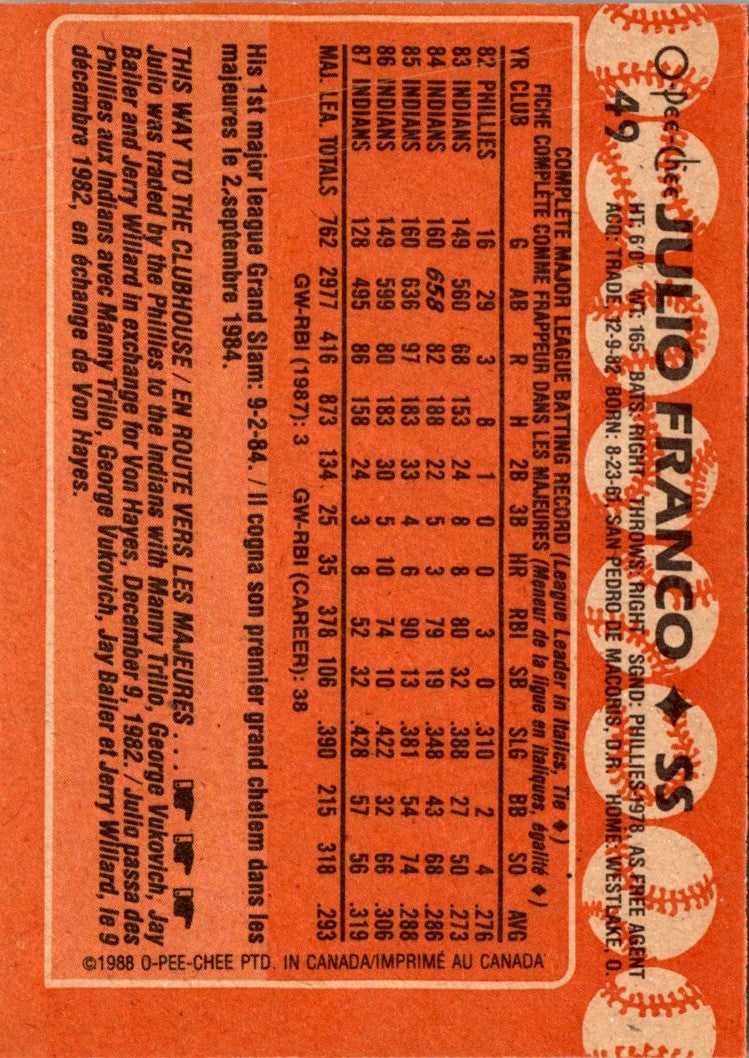 O-Pee-Chee
49
JULIO FRANCO ♦ SS
HT: 6'0" WT: 165 BATS: RIGHT THROWS: RIGHT SGND: PHILLIES 1978, AS FREE AGENT
ACQ: TRADE, 12-9-82 BORN: 8-23-61, SAN PEDRO DE MACORIS, D.R. HOME: WESTLAKE, O.
COMPLETE MAJOR LEAGUE BATTING RECORD (League Leader in Italics, Tie ♦)
FICHE COMPLÈTE COMME FRAPPEUR DANS LES MAJEURES (Meneur de la ligue en italiques, égalité ♦)
YR CLUB G AB R H 2B 3B HR RBI SB SLG BB SO AVG
82 PHILLIES 16 29 3 8 1 0 0 3 0 .310 2 4 .276
83 INDIANS 149 560 68 153 24 8 8 80 32 .388 27 50 .273
84 INDIANS 160 658 82 188 22 5 3 79 19 .348 43 68 .286
85 INDIANS 160 636 97 183 33 4 6 90 13 .381 54 74 .288
86 INDIANS 149 599 80 183 30 5 10 74 10 .422 32 66 .306
87 INDIANS 128 495 86 158 24 3 8 52 32 .428 57 56 .319
MAJ. LEA. TOTALS 762 2977 416 873 134 25 35 378 106 .390 215 318 .293
GW-RBI (1987): 3 GW-RBI (CAREER): 38
His 1st major league Grand Slam: 9-2-84. / Il cogna son premier grand chelem dans les
majeures le 2.septembre 1984.
THIS WAY TO THE CLUBHOUSE / EN ROUTE VERS LES MAJEURES . . .
Julio was traded by the Phillies to the Indians with Manny Trillo, George Vukovich, Jay
Baller and Jerry Willard in exchange for Von Hayes, December 9, 1982. / Julio passa des
Phillies aux Indians avec Manny Trillo, George Vukovich, Jay Baller et Jerry Willard, le 9
décembre 1982, en échange de Von Hayes.
©1988 O-PEE-CHEE PTD. IN CANADA/IMPRIMÉ AU CANADA